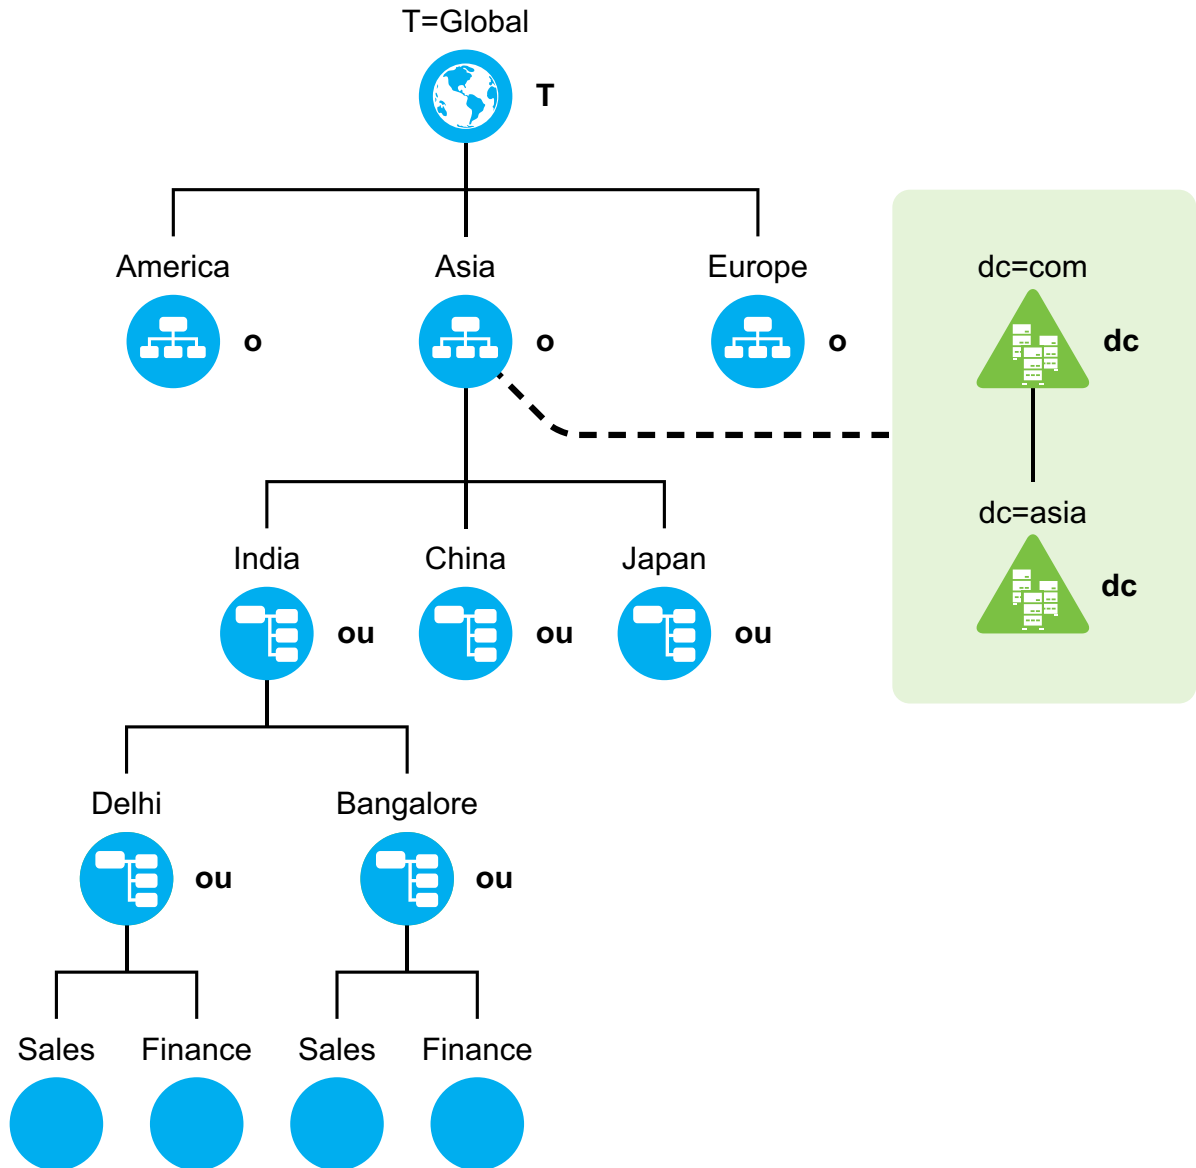 T=Global
T
America
Asia
Europe
dc=com
o
o
o
dc
dc=asia
India
China
Japan
dc
ou
ou
ou
Delhi
Bangalore
ou
ou
Sales
Finance
Sales
Finance